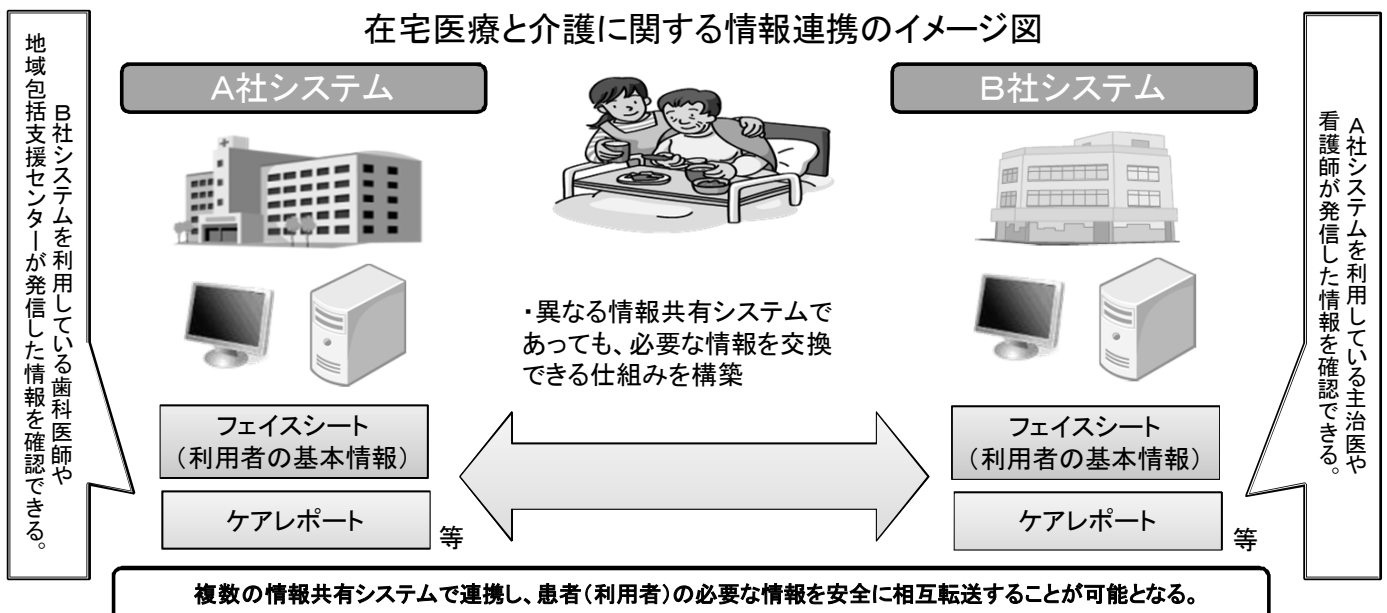 在宅医療と介護に関する情報連携のイメージ図
B社システムを利用している歯科医師や
地域包括支援センターが発信した情報を確認できる。
A社システム
B社システム
A社システムを利用している主治医や
看護師が発信した情報を確認できる。
・異なる情報共有システムで
あっても、必要な情報を交換
できる仕組みを構築
フェイスシート
（利用者の基本情報）
ケアレポート
等
フェイスシート
（利用者の基本情報）
ケアレポート
等
複数の情報共有システムで連携し、患者（利用者）の必要な情報を安全に相互転送することが可能となる。